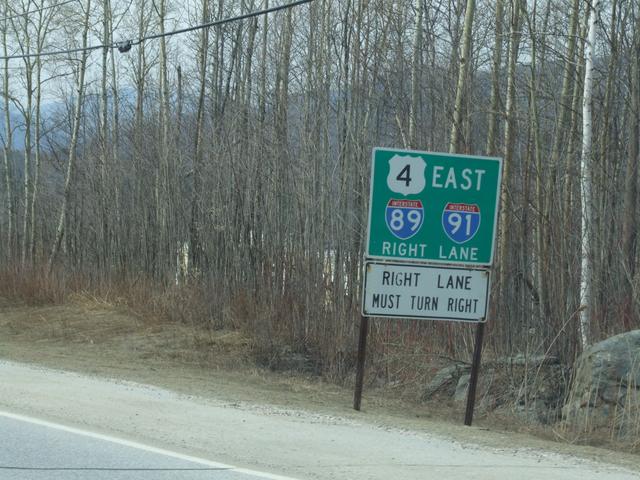 4 EAST
INTERSTATE INTERSTATE
89 91
RIGHT LANE
RIGHT LANE
MUST TURN RIGHT